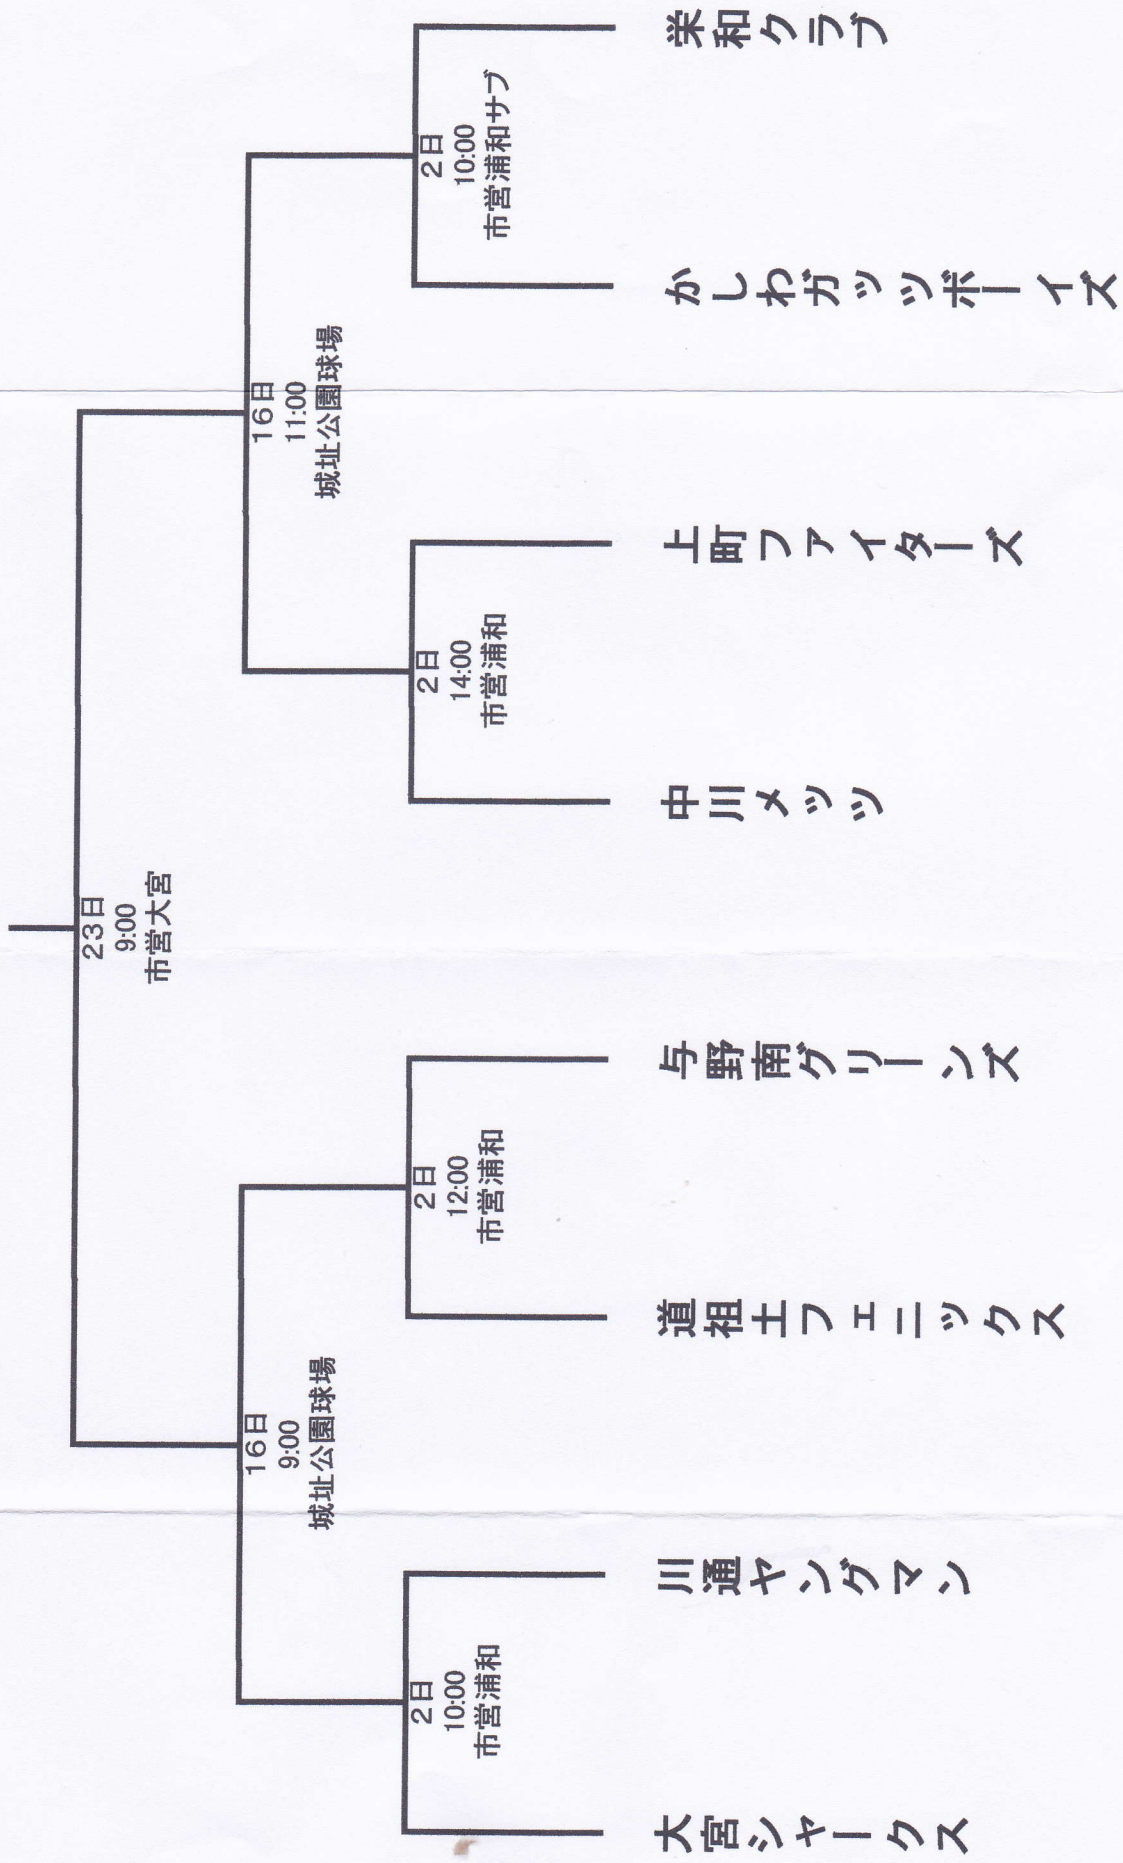 23日
9:00
市営大宮
16日
9:00
城址公園球場
16日
11:00
城址公園球場
2日
10:00
市営浦和
2日
12:00
市営浦和
2日
14:00
市営浦和
2日
10:00
市営浦和サブ
大宮シャークス
川通ヤングマン
道祖土フェニックス
与野南グリーンズ
中川メッツ
上町ファイターズ
かしわガッツボーイズ
栄和クラブ